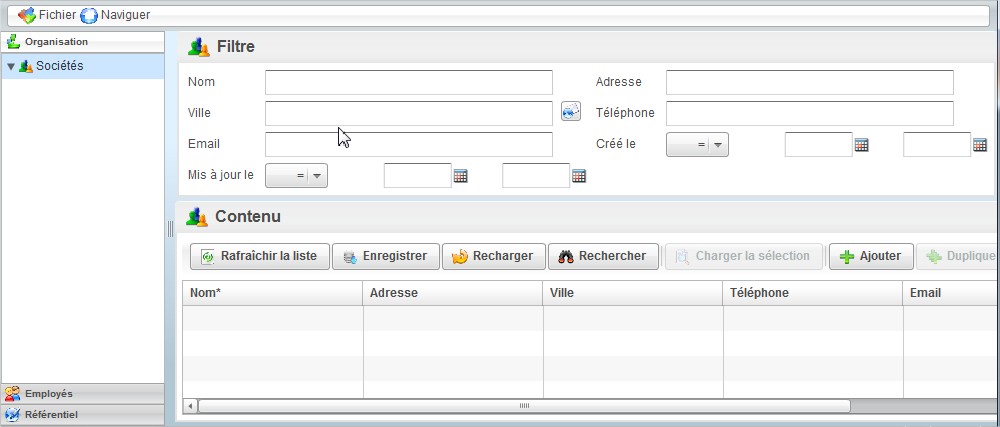 Fichier Naviguer
Organisation
Sociétés
Employés
Référentiel
Filtre
Nom Adresse
Ville Téléphone
Email Créé le =
Mis à jour le =
Contenu
Rafraîchir la liste Enregistrer Recharger Rechercher Charger la sélection Ajouter Duplique
Nom* Adresse Ville Téléphone Email